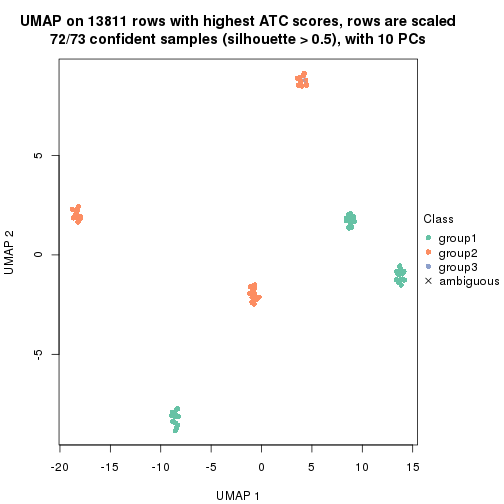 UMAP on 13811 rows with highest ATC scores, rows are scaled
72/73 confident samples (silhouette > 0.5), with 10 PCs
5
0
-5
UMAP 2
-20
-15
-10
-5
0
5
10
15
UMAP 1
Class
group1
group2
group3
ambiguous